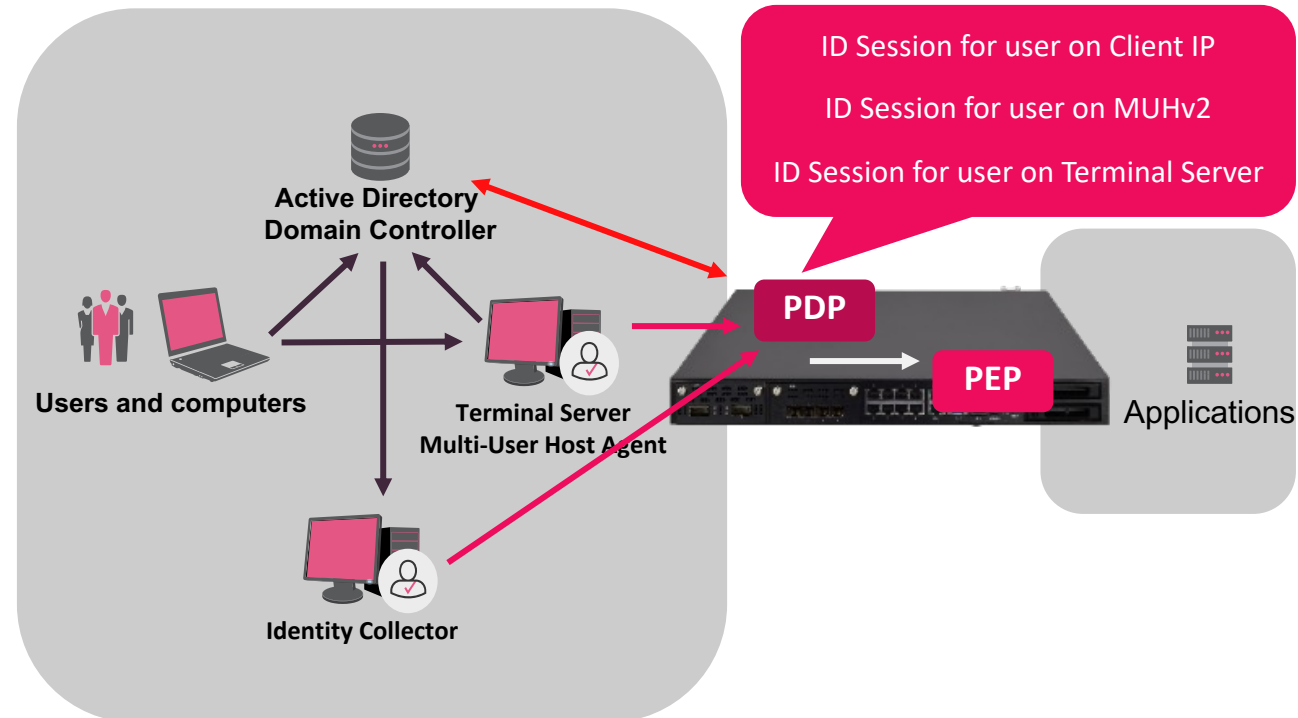 ID Session for user on Client IP
ID Session for user on MUHv2
ID Session for user on Terminal Server
Active Directory
Domain Controller
PDP
PEP
Users and computers
Terminal Server
Multi-User Host Agent
Applications
Identity Collector